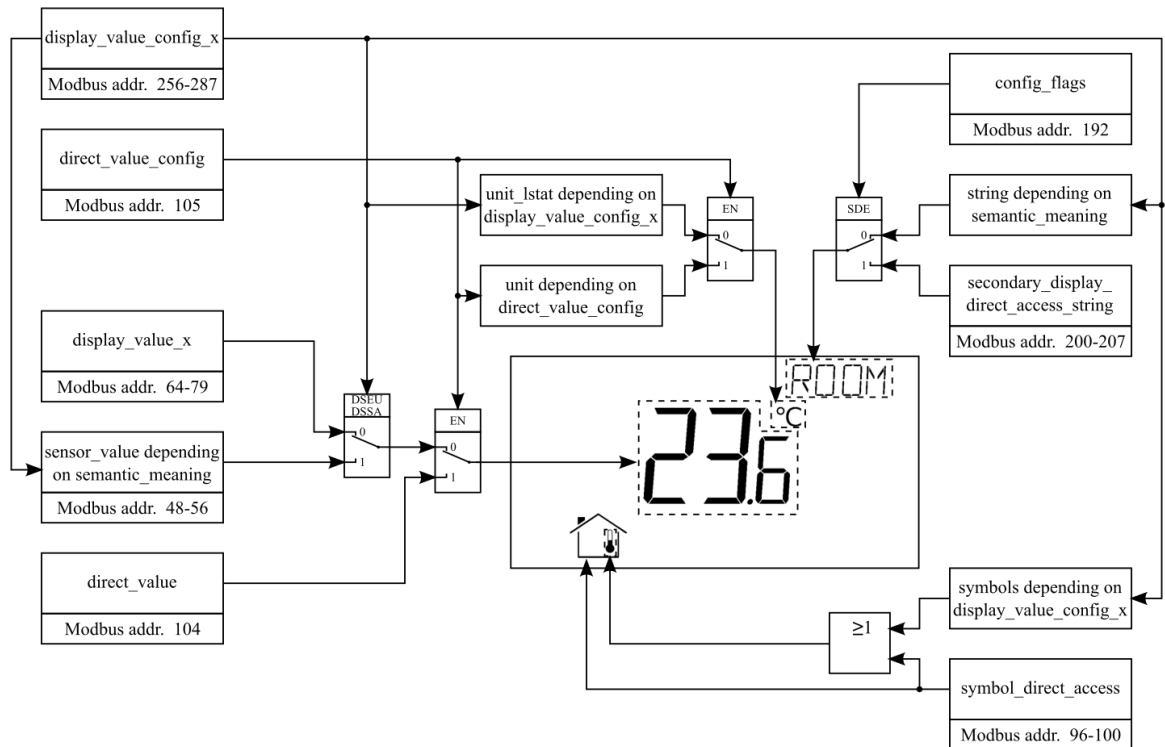 display_value_config_x
Modbus addr. 256-287
config_flags
Modbus addr. 192
direct_value_config
Modbus addr. 105
unit_lstat depending on
display_value_config_x
EN
0
1
SDE
0
1
string depending on
semantic_meaning
unit depending on
direct_value_config
secondary_display_
direct_access_string
Modbus addr. 200-207
display_value_x
Modbus addr. 64-79
ROOM
°C
23.6
DSEU
DSSA
0
1
EN
0
1
sensor_value depending
on semantic_meaning
Modbus addr. 48-56
direct_value
Modbus addr. 104
symbols depending on
display_value_config_x
≥1
symbol_direct_access
Modbus addr. 96-100